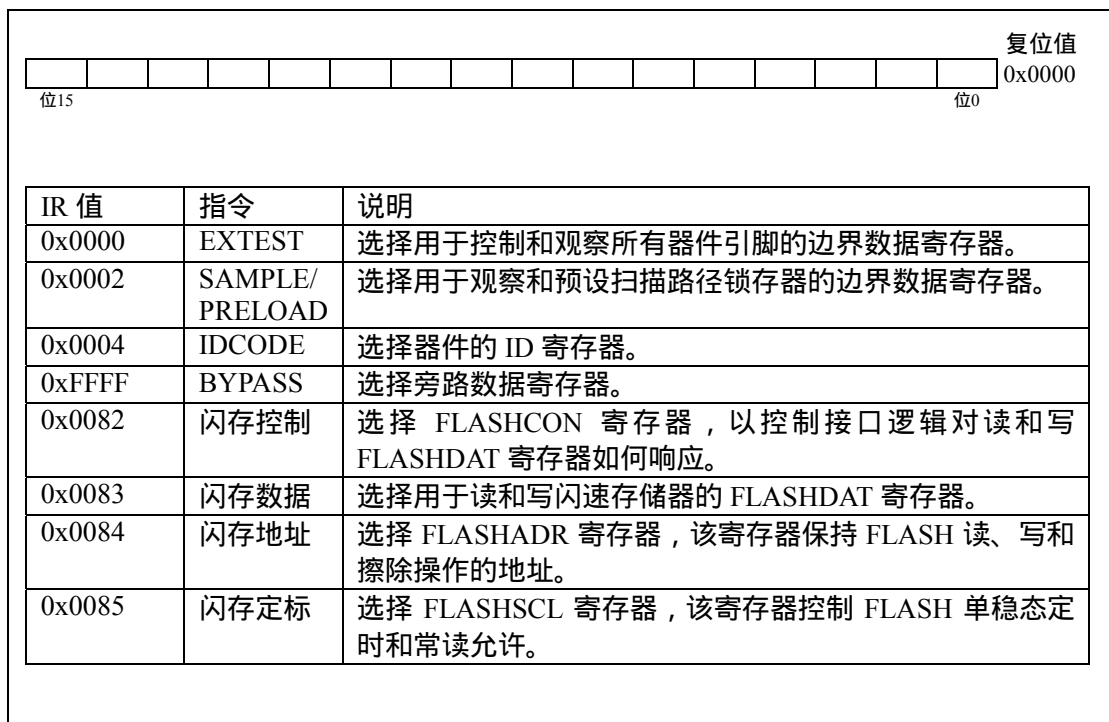 复位值
0x0000
位15 位0
IR 值 指令 说明
0x0000 EXTEST 选择用于控制和观察所有器件引脚的边界数据寄存器。
0x0002 SAMPLE/ 选择用于观察和预设扫描路径锁存器的边界数据寄存器。
PRELOAD
0x0004 IDCODE 选择器件的 ID 寄存器。
0xFFFF BYPASS 选择旁路数据寄存器。
0x0082 闪存控制 选择 FLASHCON 寄存器，以控制接口逻辑对读和写
FLASHDAT 寄存器如何响应。
0x0083 闪存数据 选择用于读和写闪速存储器的 FLASHDAT 寄存器。
0x0084 闪存地址 选择 FLASHADR 寄存器，该寄存器保持 FLASH 读、写和
擦除操作的地址。
0x0085 闪存定标 选择 FLASHSCL 寄存器，该寄存器控制 FLASH 单稳态定
时和常读允许。